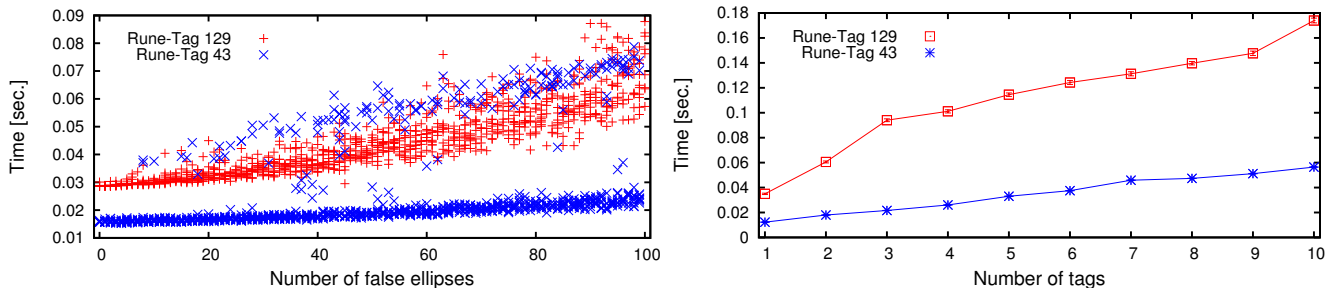 0.09
0.08
0.07
0.06
0.05
0.04
0.03
0.02
0.01
0 20 40 60 80 100
Time [sec.]
Number of false ellipses
Rune-Tag 129
Rune-Tag 43
0.18
0.16
0.14
0.12
0.1
0.08
0.06
0.04
0.02
0
1 2 3 4 5 6 7 8 9 10
Time [sec.]
Number of tags
Rune-Tag 129
Rune-Tag 43